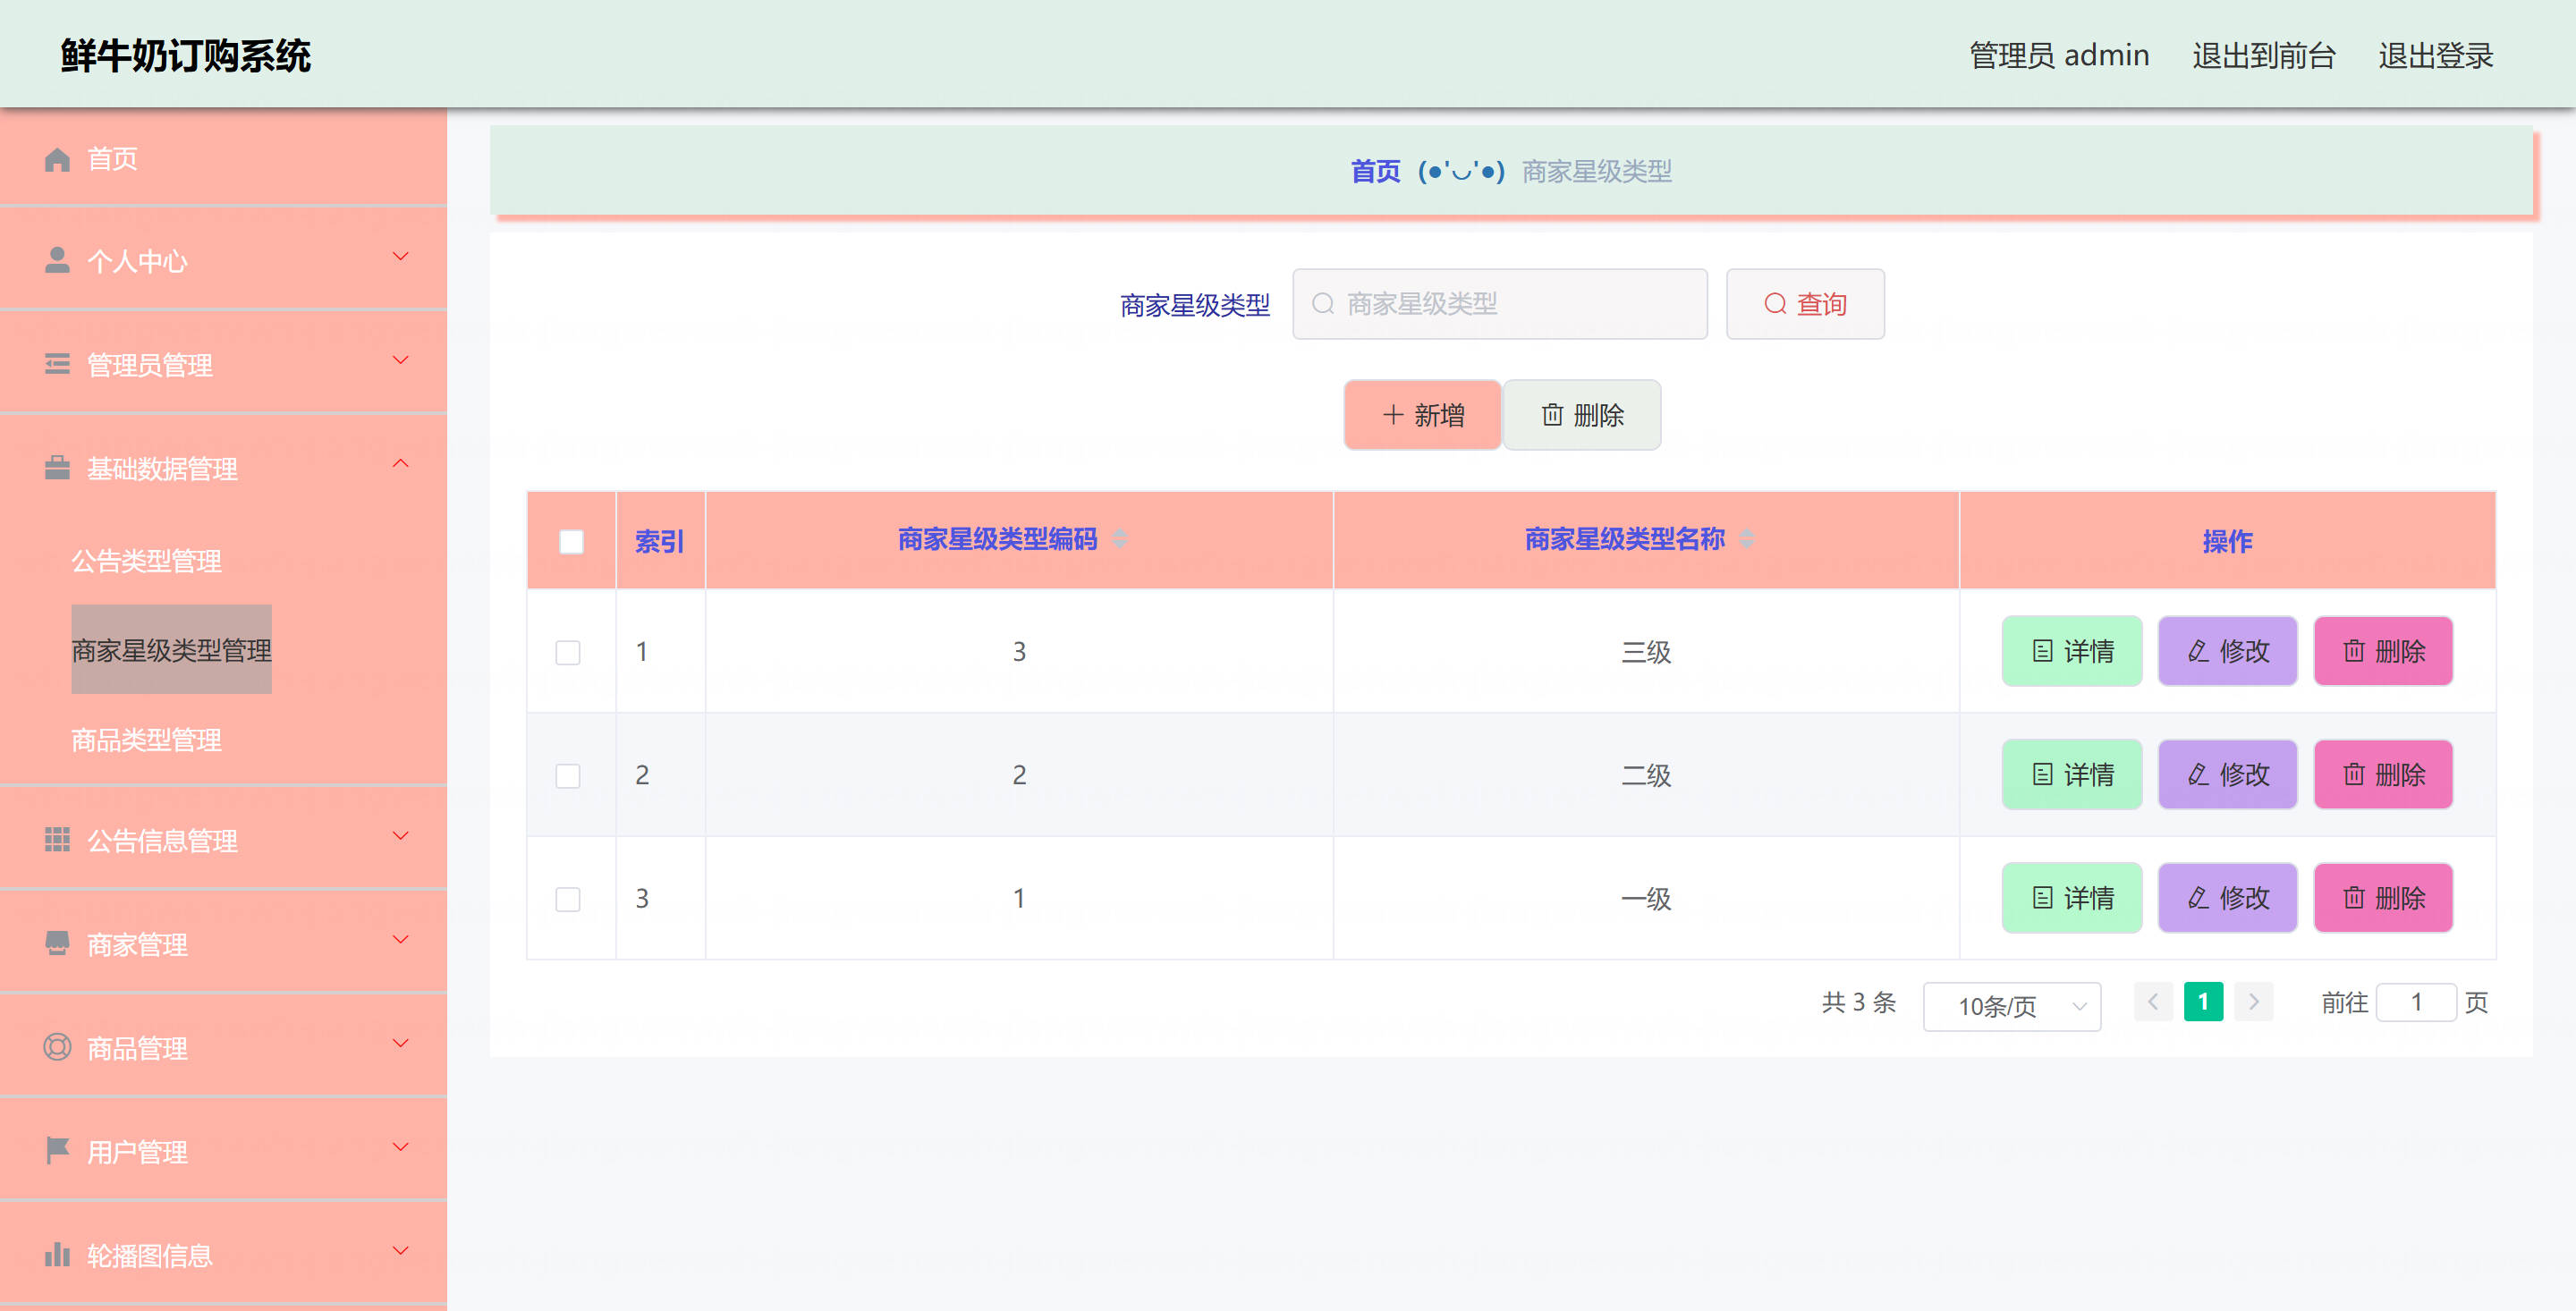 鲜牛奶订购系统
管理员 admin 退出到前台 退出登录
首页
个人中心
管理员管理
基础数据管理
公告类型管理
商家星级类型管理
商品类型管理
公告信息管理
商家管理
商品管理
用户管理
轮播图信息
首页 (●'◡'●) 商家星级类型
商家星级类型 商家星级类型 查询
新增 删除
索引 商家星级类型编码 商家星级类型名称 操作
1 3 三级 详情 修改 删除
2 2 二级 详情 修改 删除
3 1 一级 详情 修改 删除
共 3 条 10条/页 1 前往 1 页